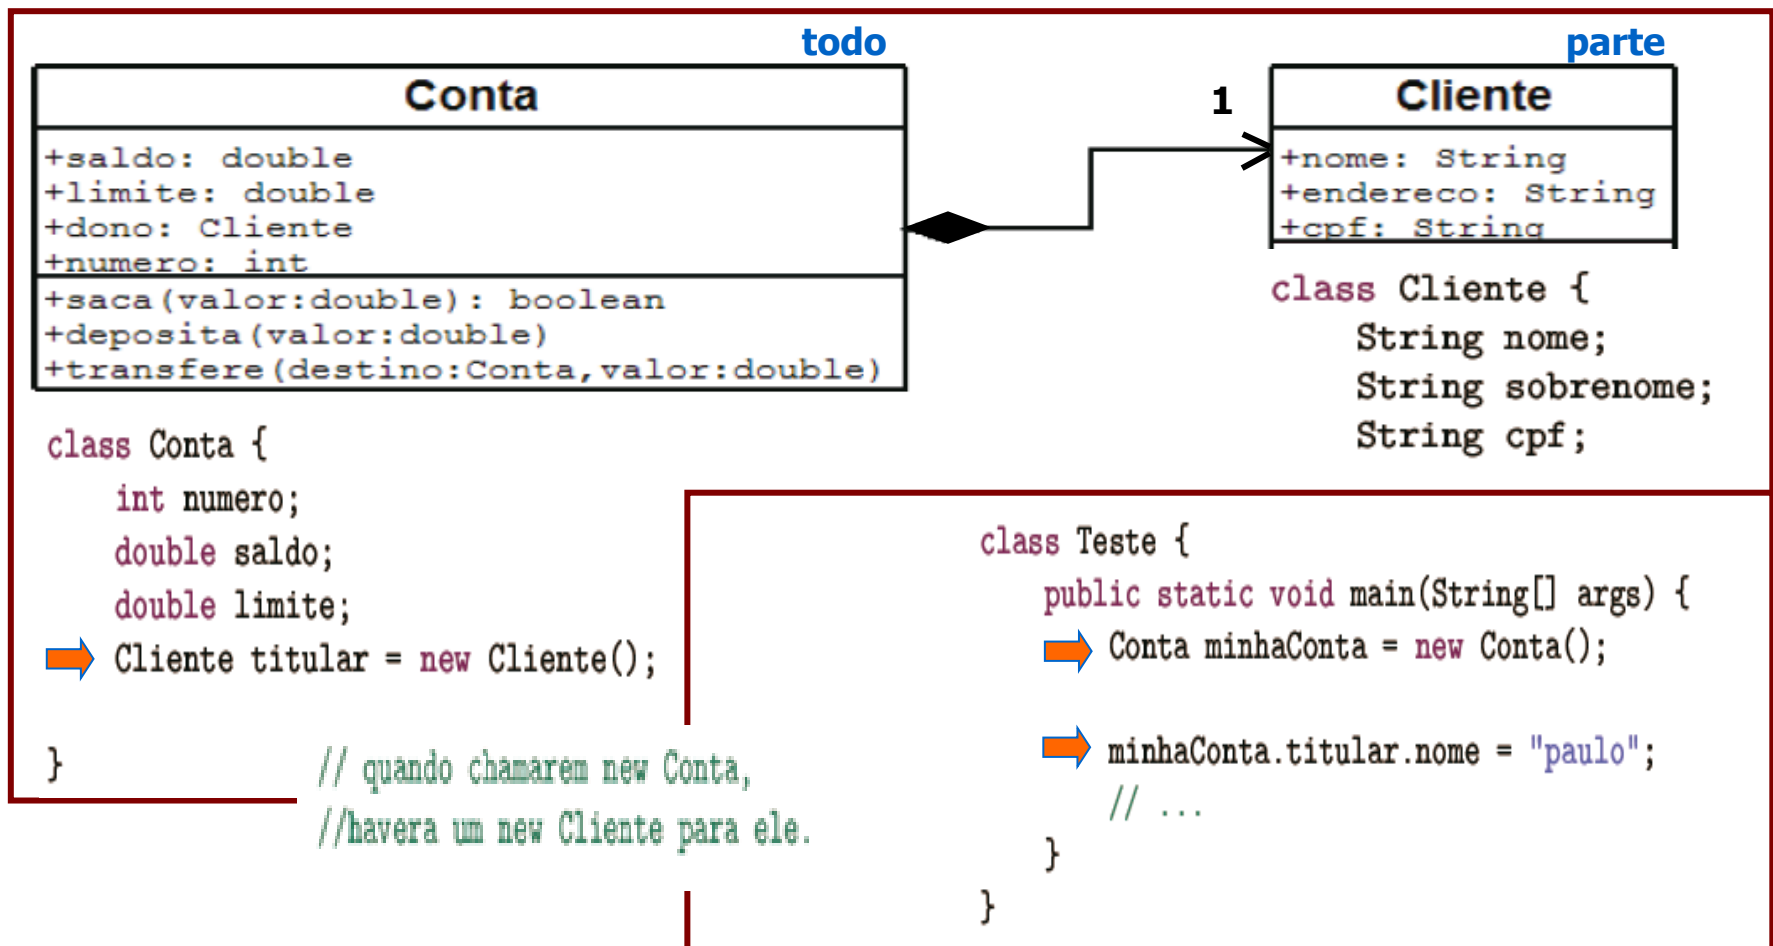 todo
parte
Conta
+saldo: double
+limite: double
+dono: Cliente
+numero: int
+saca(valor:double): boolean
+deposita(valor:double)
+transfere(destino:Conta,valor:double)
1
Cliente
+nome: String
+endereco: String
+cpf: String
class Cliente {
String nome;
String sobrenome;
String cpf;
class Conta {
int numero;
double saldo;
double limite;
Cliente titular = new Cliente();
}
// quando chamarem new Conta,
//havera um new Cliente para ele.
class Teste {
public static void main(String[] args) {
Conta minhaConta = new Conta();
minhaConta.titular.nome = "paulo";
// ...
}
}